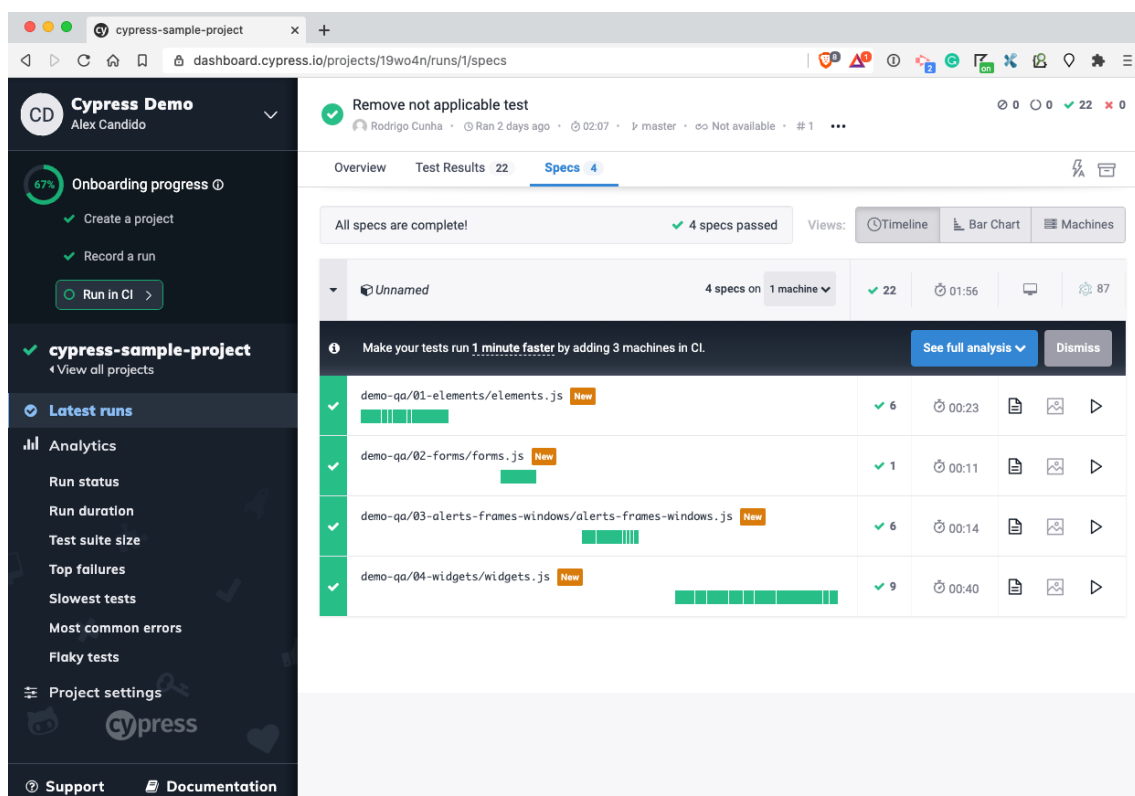 cypress-sample-project
dashboard.cypress.io/projects/19wo4n/runs/1/specs
8
1
2
on
CD
Cypress Demo
Alex Candido
67%
Onboarding progress
Create a project
Record a run
Run in CI
cypress-sample-project
View all projects
Latest runs
Analytics
Run status
Run duration
Test suite size
Top failures
Slowest tests
Most common errors
Flaky tests
Project settings
cypress
Support
Documentation
Remove not applicable test
0 0 22 0
Rodrigo Cunha · Ran 2 days ago · 02:07 · master · Not available · #1
Overview Test Results 22 Specs 4
All specs are complete! 4 specs passed Views: Timeline Bar Chart Machines
Unnamed 4 specs on 1 machine 22 01:56 87
Make your tests run 1 minute faster by adding 3 machines in CI. See full analysis Dismiss
demo-qa/01-elements/elements.js New 6 00:23
demo-qa/02-forms/forms.js New 1 00:11
demo-qa/03-alerts-frames-windows/alerts-frames-windows.js New 6 00:14
demo-qa/04-widgets/widgets.js New 9 00:40